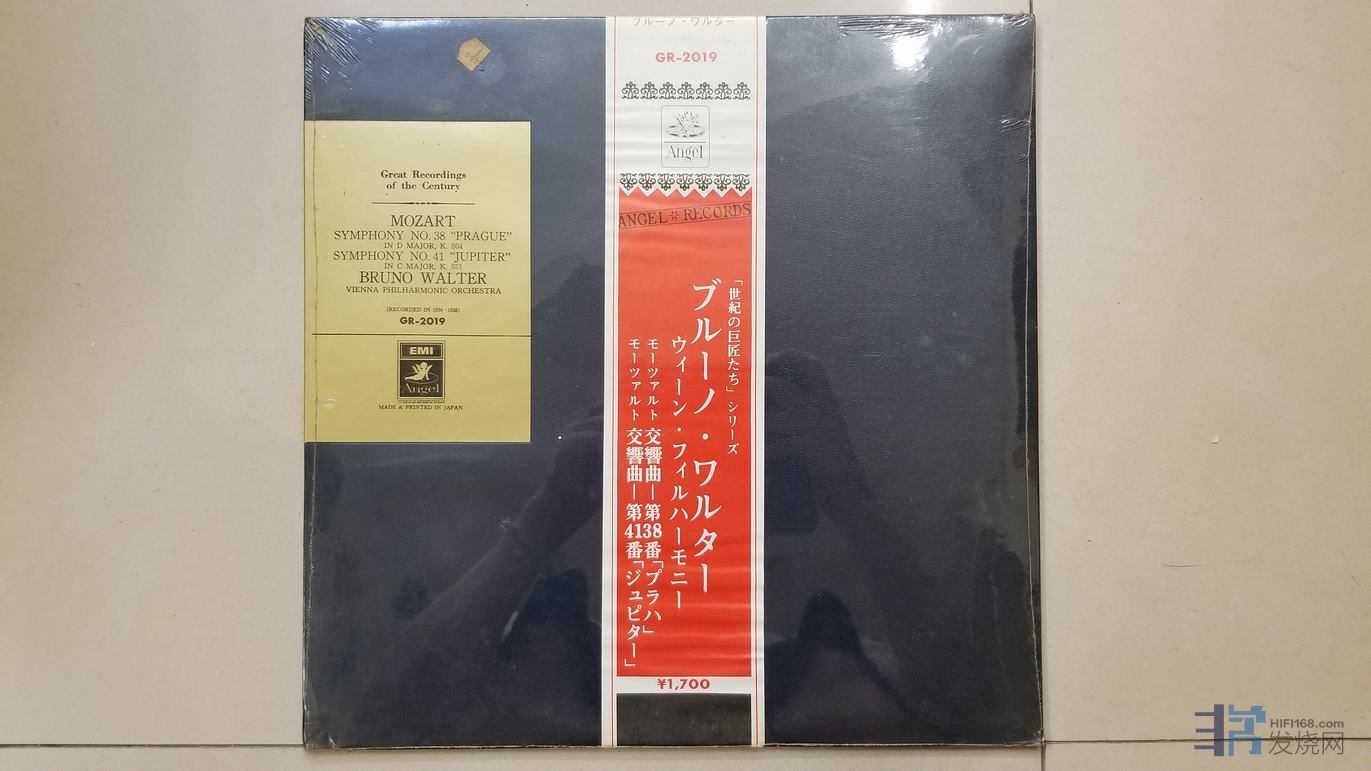 Great Recordings
of the Century
MOZART
SYMPHONY NO. 38 “PRAGUE”
IN D MAJOR, K. 504
SYMPHONY NO. 41 “JUPITER”
IN C MAJOR, K. 551
BRUNO WALTER
VIENNA PHILHARMONIC ORCHESTRA
(RECORDED IN 1936 · 1938)
GR-2019
EMI
Angel
MADE & PRINTED IN JAPAN
ブルーノ・ワルター
GR-2019
Angel
ANGEL RECORDS
「世紀の巨匠たち」シリーズ
ブルーノ・ワルター
ウィーン・フィルハーモニー
モーツァルト 交響曲―第38番「プラハ」
モーツァルト 交響曲―第41番「ジュピター」
¥1,700
HIFI168.com
发烧网